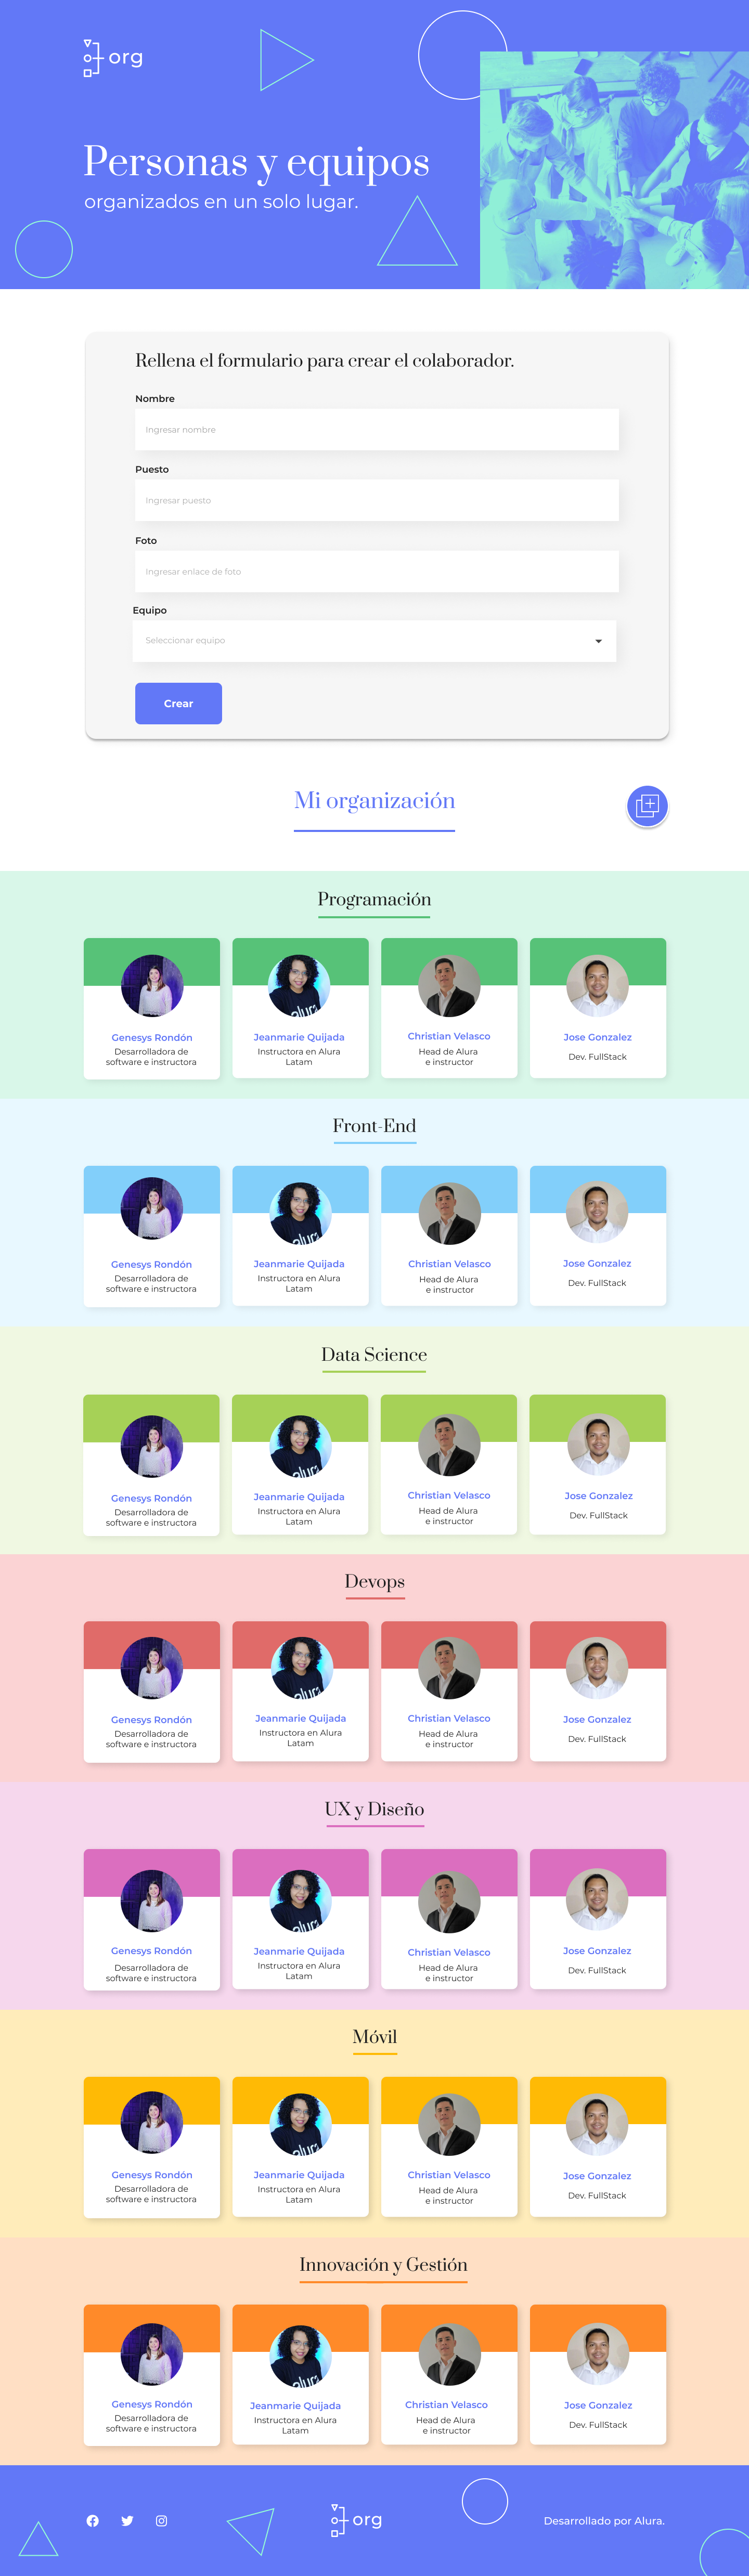 org
Personas y equipos
organizados en un solo lugar.
Rellena el formulario para crear el colaborador.
Nombre
Ingresar nombre
Puesto
Ingresar puesto
Foto
Ingresar enlace de foto
Equipo
Seleccionar equipo
Crear
Mi organización
Programación
Genesys Rondón
Desarrolladora de
software e instructora
Jeanmarie Quijada
Instructora en Alura
Latam
Christian Velasco
Head de Alura
e instructor
Jose Gonzalez
Dev. FullStack
Front-End
Genesys Rondón
Desarrolladora de
software e instructora
Jeanmarie Quijada
Instructora en Alura
Latam
Christian Velasco
Head de Alura
e instructor
Jose Gonzalez
Dev. FullStack
Data Science
Genesys Rondón
Desarrolladora de
software e instructora
Jeanmarie Quijada
Instructora en Alura
Latam
Christian Velasco
Head de Alura
e instructor
Jose Gonzalez
Dev. FullStack
Devops
Genesys Rondón
Desarrolladora de
software e instructora
Jeanmarie Quijada
Instructora en Alura
Latam
Christian Velasco
Head de Alura
e instructor
Jose Gonzalez
Dev. FullStack
UX y Diseño
Genesys Rondón
Desarrolladora de
software e instructora
Jeanmarie Quijada
Instructora en Alura
Latam
Christian Velasco
Head de Alura
e instructor
Jose Gonzalez
Dev. FullStack
Móvil
Genesys Rondón
Desarrolladora de
software e instructora
Jeanmarie Quijada
Instructora en Alura
Latam
Christian Velasco
Head de Alura
e instructor
Jose Gonzalez
Dev. FullStack
Innovación y Gestión
Genesys Rondón
Desarrolladora de
software e instructora
Jeanmarie Quijada
Instructora en Alura
Latam
Christian Velasco
Head de Alura
e instructor
Jose Gonzalez
Dev. FullStack
org
Desarrollado por Alura.